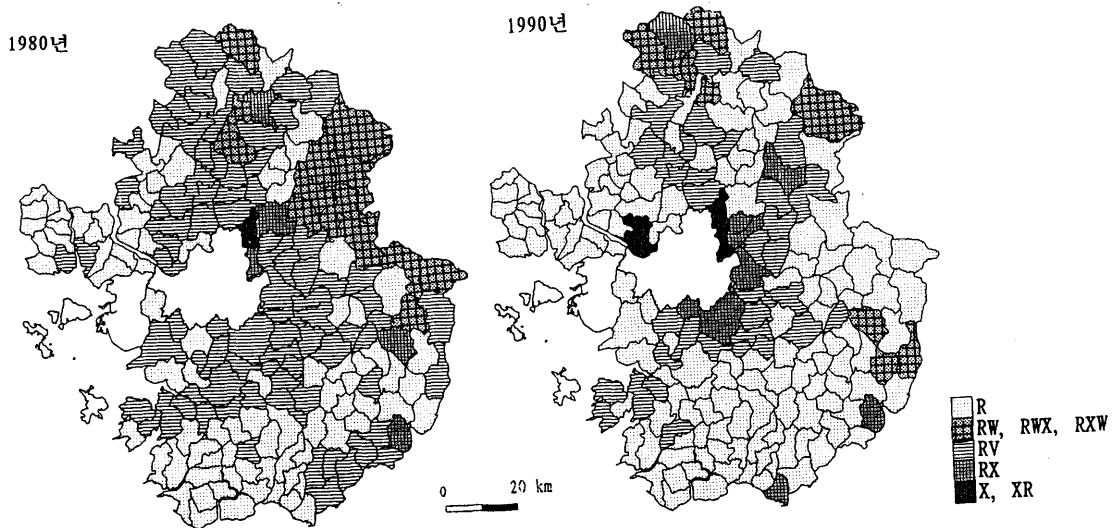 1980년
1990년
R
RW, RWX, RXW
RV
RX
X, XR
0 20 km